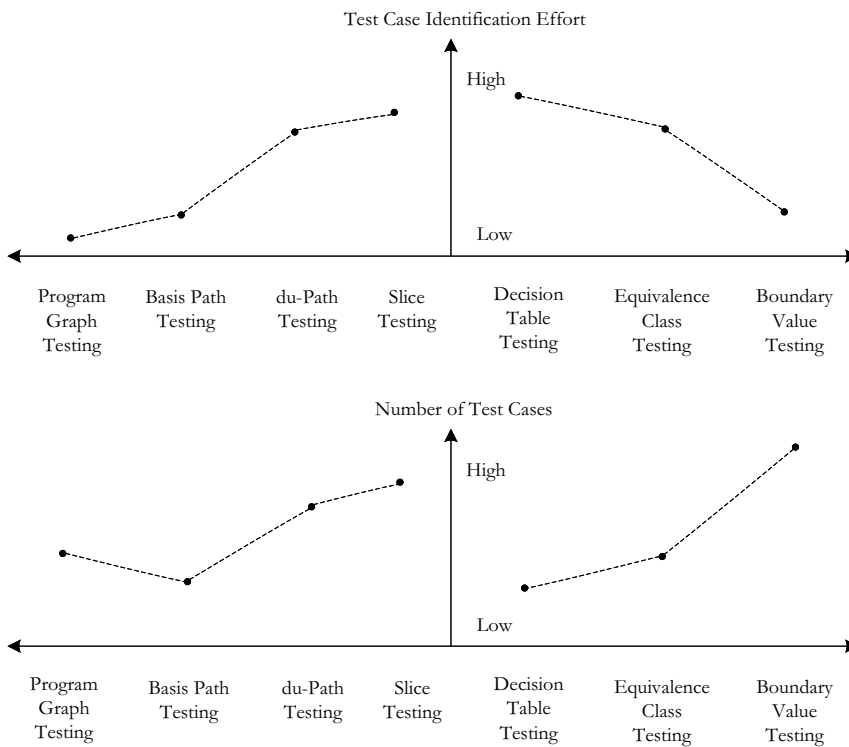 Test Case Identification Effort
High
Low
Program
Graph
Testing
Basis Path
Testing
du-Path
Testing
Slice
Testing
Decision
Table
Testing
Equivalence
Class
Testing
Boundary
Value
Testing
Number of Test Cases
High
Low
Program
Graph
Testing
Basis Path
Testing
du-Path
Testing
Slice
Testing
Decision
Table
Testing
Equivalence
Class
Testing
Boundary
Value
Testing